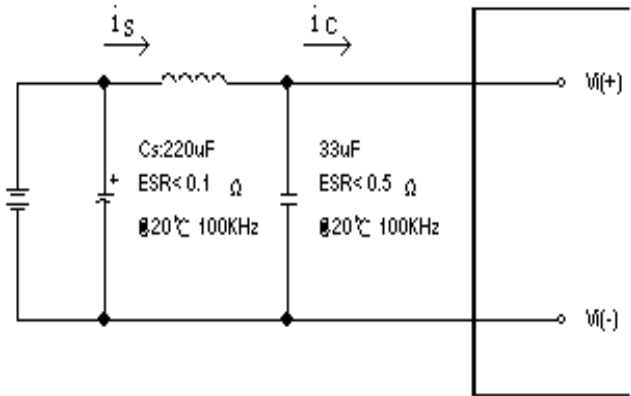 iS
iC
Vi(+)
Cs:220uF
ESR<0.1 Ω
@20℃ 100KHz
+
33uF
ESR<0.5 Ω
@20℃ 100KHz
Vi(-)